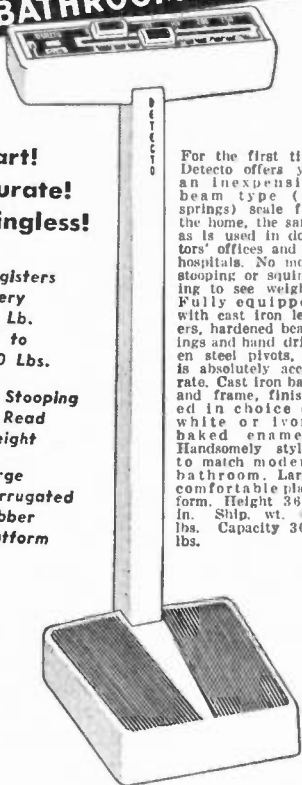 BATHROOM
DETECTO
art!
urate!
ingless!
gisters
ery
Lb.
to
0 Lbs.
Stooping
Read
eight
rge
rrugated
bber
tform
For the first ti
Detecto offers y
an inexpensi
beam type (
springs) scale f
the home, the sa
as is used in do
tors' offices and
hospitals. No mo
stooping or squin
ing to see weigh
Fully equippe
with cast iron le
ers, hardened bea
ings and hand dri
en steel pivots,
is absolutely acc
rate. Cast iron ba
and frame, finis
ed in choice
white or ivor
baked ename
Handsomely styl
to match moder
bathroom. Lar
comfortable pla
form. Height 36
in. Ship. wt.
lbs. Capacity 30
lbs.